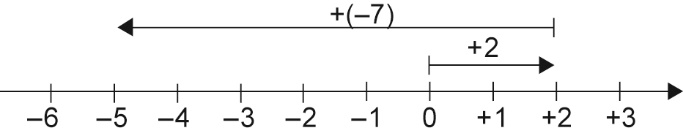 +(–7)
+2
–6 –5 –4 –3 –2 –1 0 +1 +2 +3